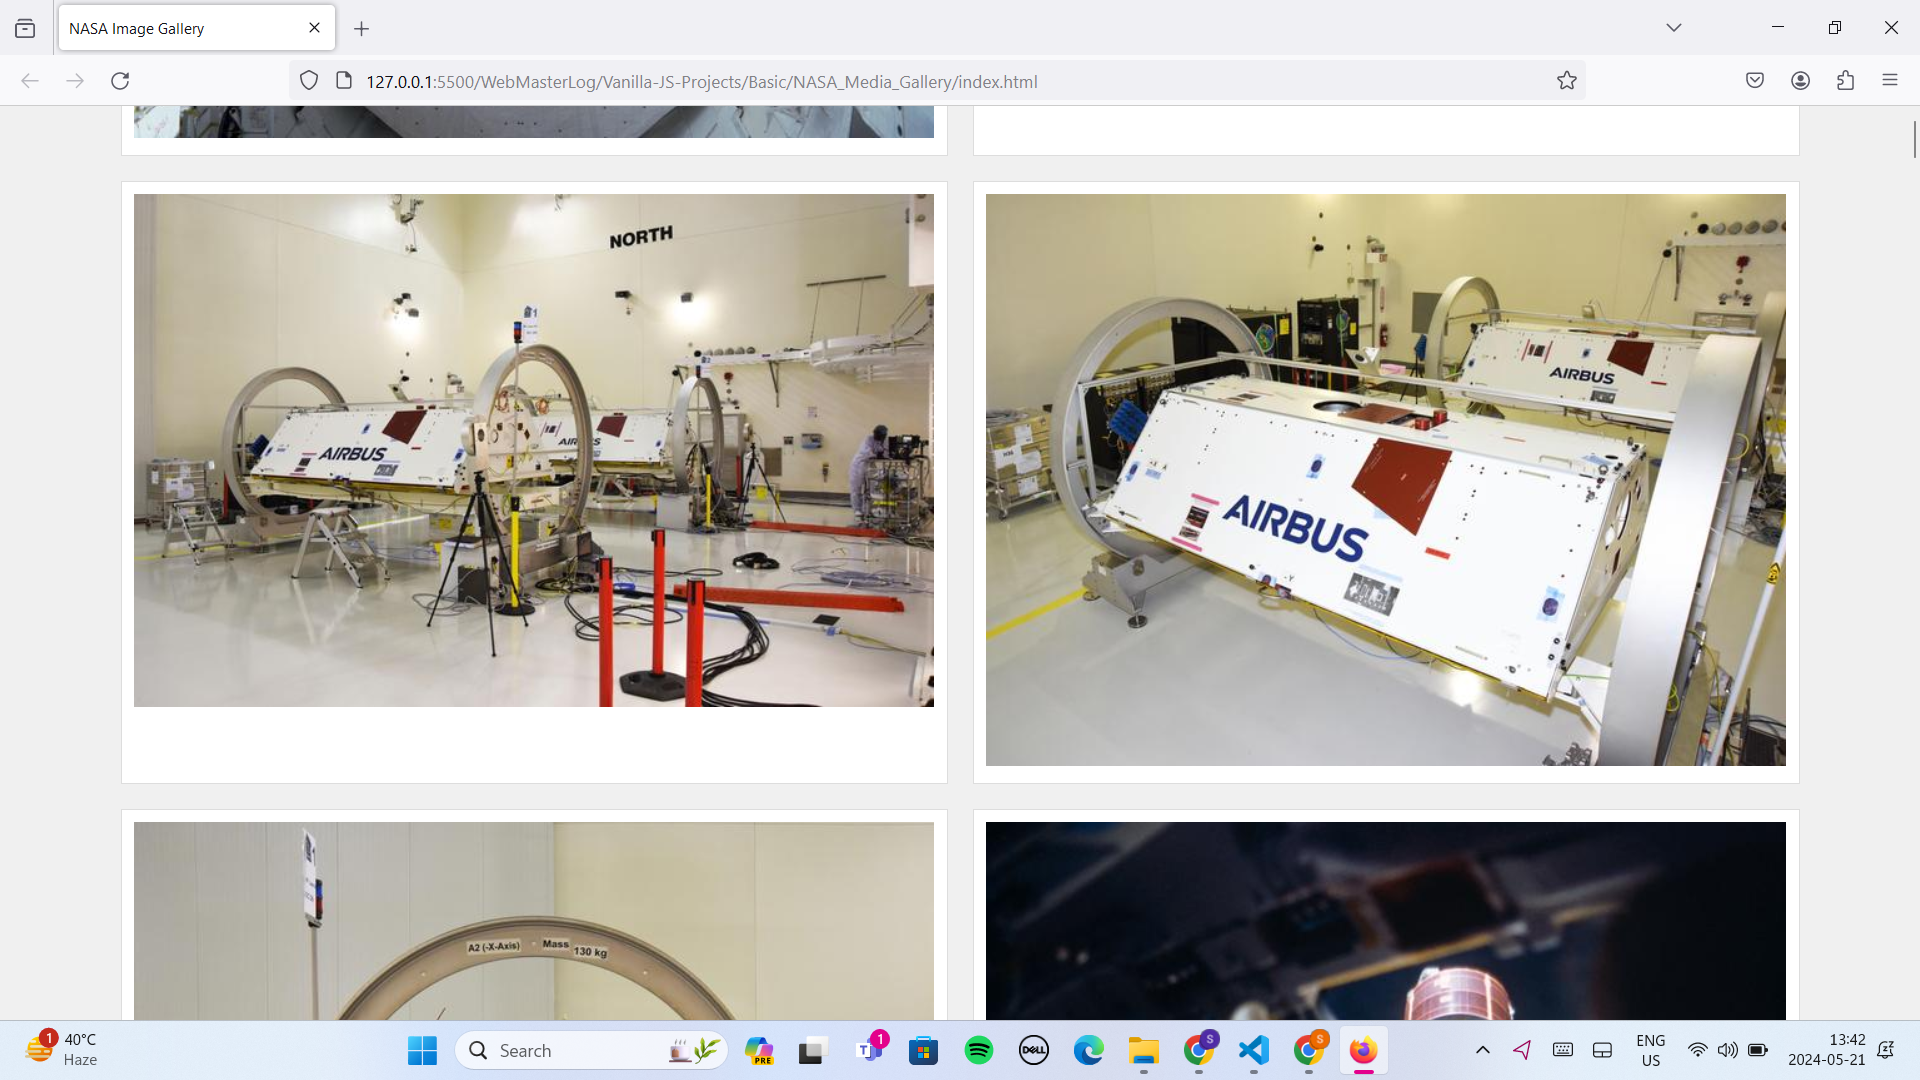 NASA Image Gallery
127.0.0.1:5500/WebMasterLog/Vanilla-JS-Projects/Basic/NASA_Media_Gallery/index.html
NORTH
AIRBUS
AIRBUS
AIRBUS
AIRBUS
A2 (-X-Axis) Mass 130 kg
1
40°C
Haze
Search
PRE
T
1
DELL
S
S
ENG
US
13:42
2024-05-21